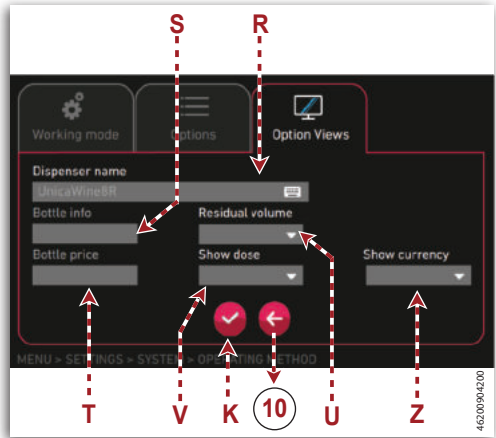 S R
Working mode Options Option Views
Dispenser name
UnicaWine8R
Bottle info Residual volume
Bottle price Show dose Show currency
MENU > SETTINGS > SYSTEM > OPERATING METHOD
T V K 10 U Z
46200904200